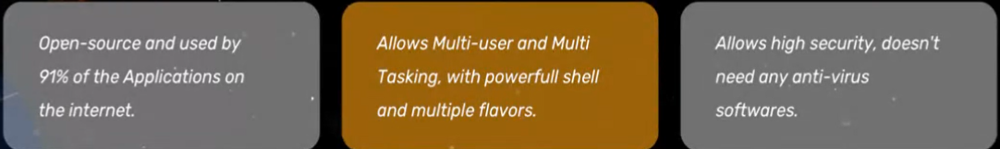 Open-source and used by
91% of the Applications on
the internet.
Allows Multi-user and Multi
Tasking, with powerfull shell
and multiple flavors.
Allows high security, doesn't
need any anti-virus
softwares.